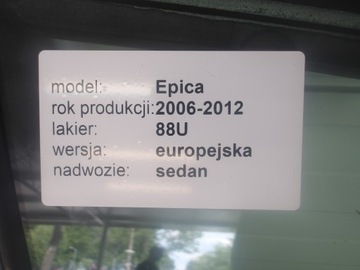 model: Epica
rok produkcji: 2006-2012
lakier: 88U
wersja: europejska
nadwozie: sedan